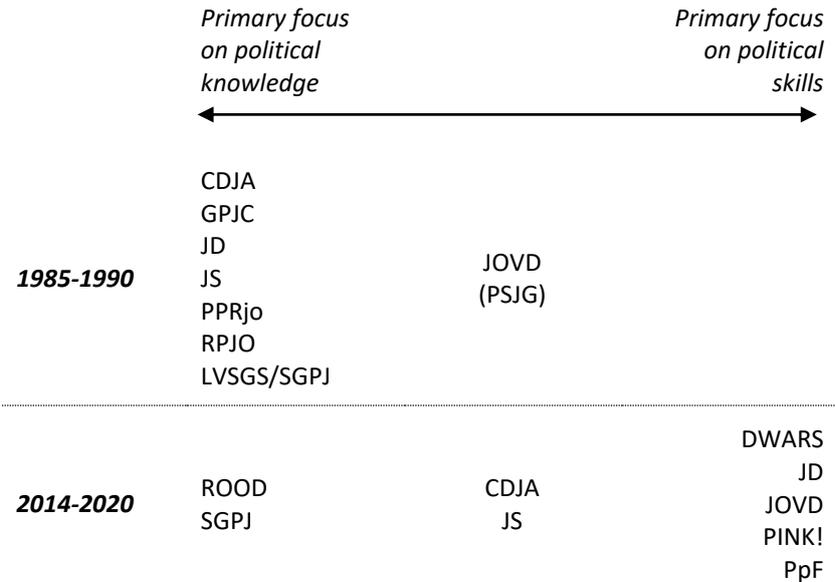 Primary focus
on political
knowledge
Primary focus
on political
skills
1985-1990
CDJA
GPJC
JD
JS
PPRjo
RPJO
LVSGS/SGPJ
JOVD
(PSJG)
2014-2020
ROOD
SGPJ
CDJA
JS
DWARS
JD
JOVD
PINK!
PpF